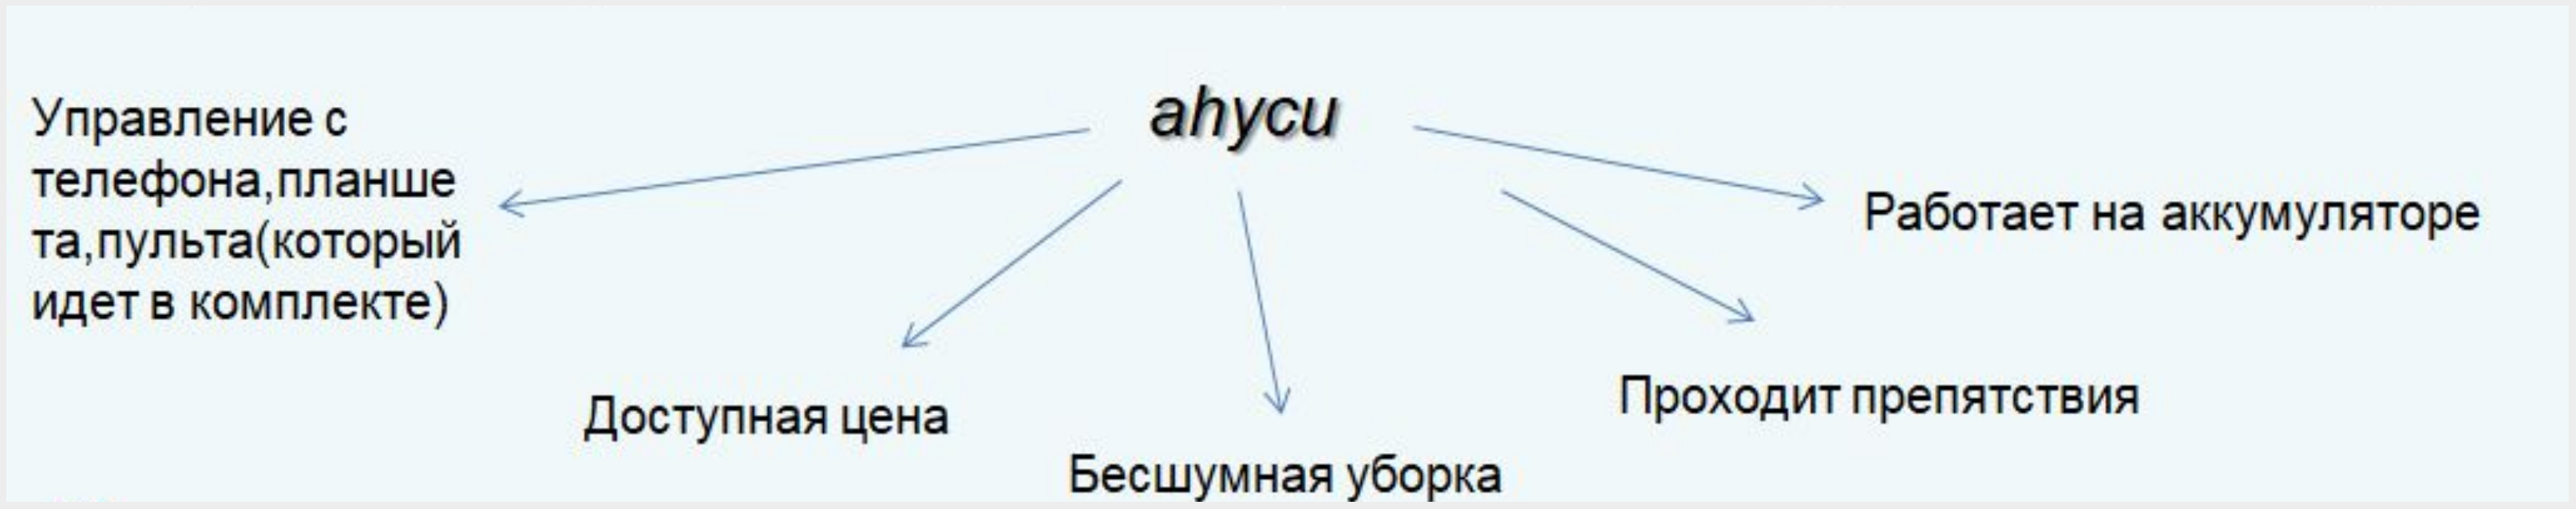 ahycu
Управление с
телефона,планше
та,пульта(который
идет в комплекте)
Доступная цена
Бесшумная уборка
Проходит препятствия
Работает на аккумуляторе